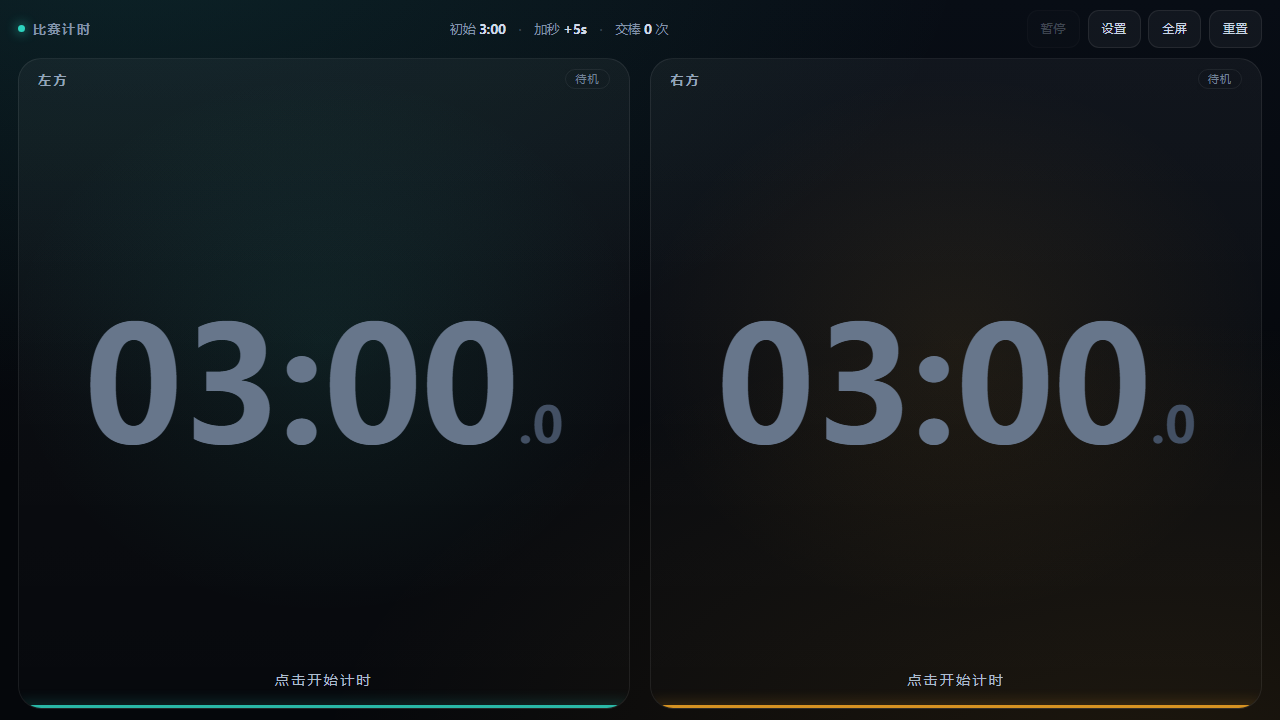 比赛计时
初始 3:00 · 加秒 +5s · 交棒 0 次
暂停 设置 全屏 重置
左方 待机
03:00.0
点击开始计时
右方 待机
03:00.0
点击开始计时